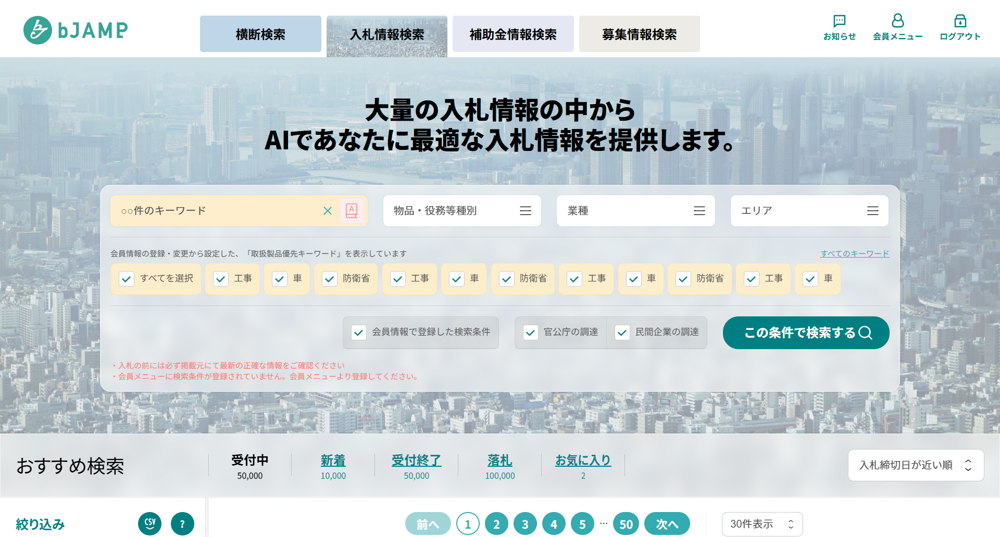 bJAMP
横断検索
入札情報検索
補助金情報検索
募集情報検索
お知らせ
会員メニュー
ログアウト
大量の入札情報の中から
AIであなたに最適な入札情報を提供します。
○○件のキーワード
A
物品・役務等種別
業種
エリア
会員情報の登録・変更から設定した、「取扱製品優先キーワード」を表示しています
すべてのキーワード
すべてを選択
工事
車
防衛省
工事
車
防衛省
工事
車
防衛省
工事
車
会員情報で登録した検索条件
官公庁の調達
民間企業の調達
この条件で検索する
・入札の前には必ず掲載元にて最新の正確な情報をご確認ください
・会員メニューに検索条件が登録されていません。会員メニューより登録してください。
おすすめ検索
受付中
50,000
新着
10,000
受付終了
50,000
落札
100,000
お気に入り
2
入札締切日が近い順
絞り込み
CSV
?
前へ
1
2
3
4
5
…
50
次へ
30件表示